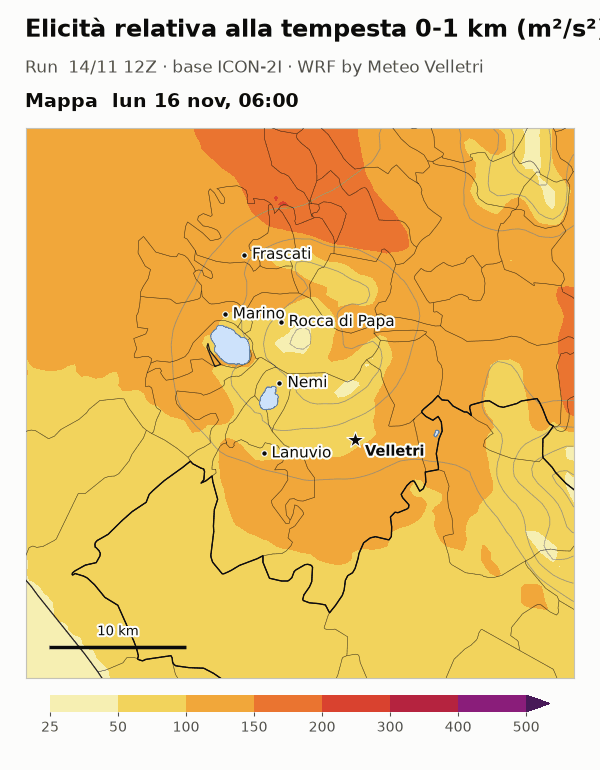 Elicità relativa alla tempesta 0-1 km (m²/s²)
Run 14/11 12Z · base ICON-2I · WRF by Meteo Velletri
Mappa lun 16 nov, 06:00
Frascati
Marino
Rocca di Papa
Nemi
Velletri
Lanuvio
10 km
25 50 100 150 200 300 400 500